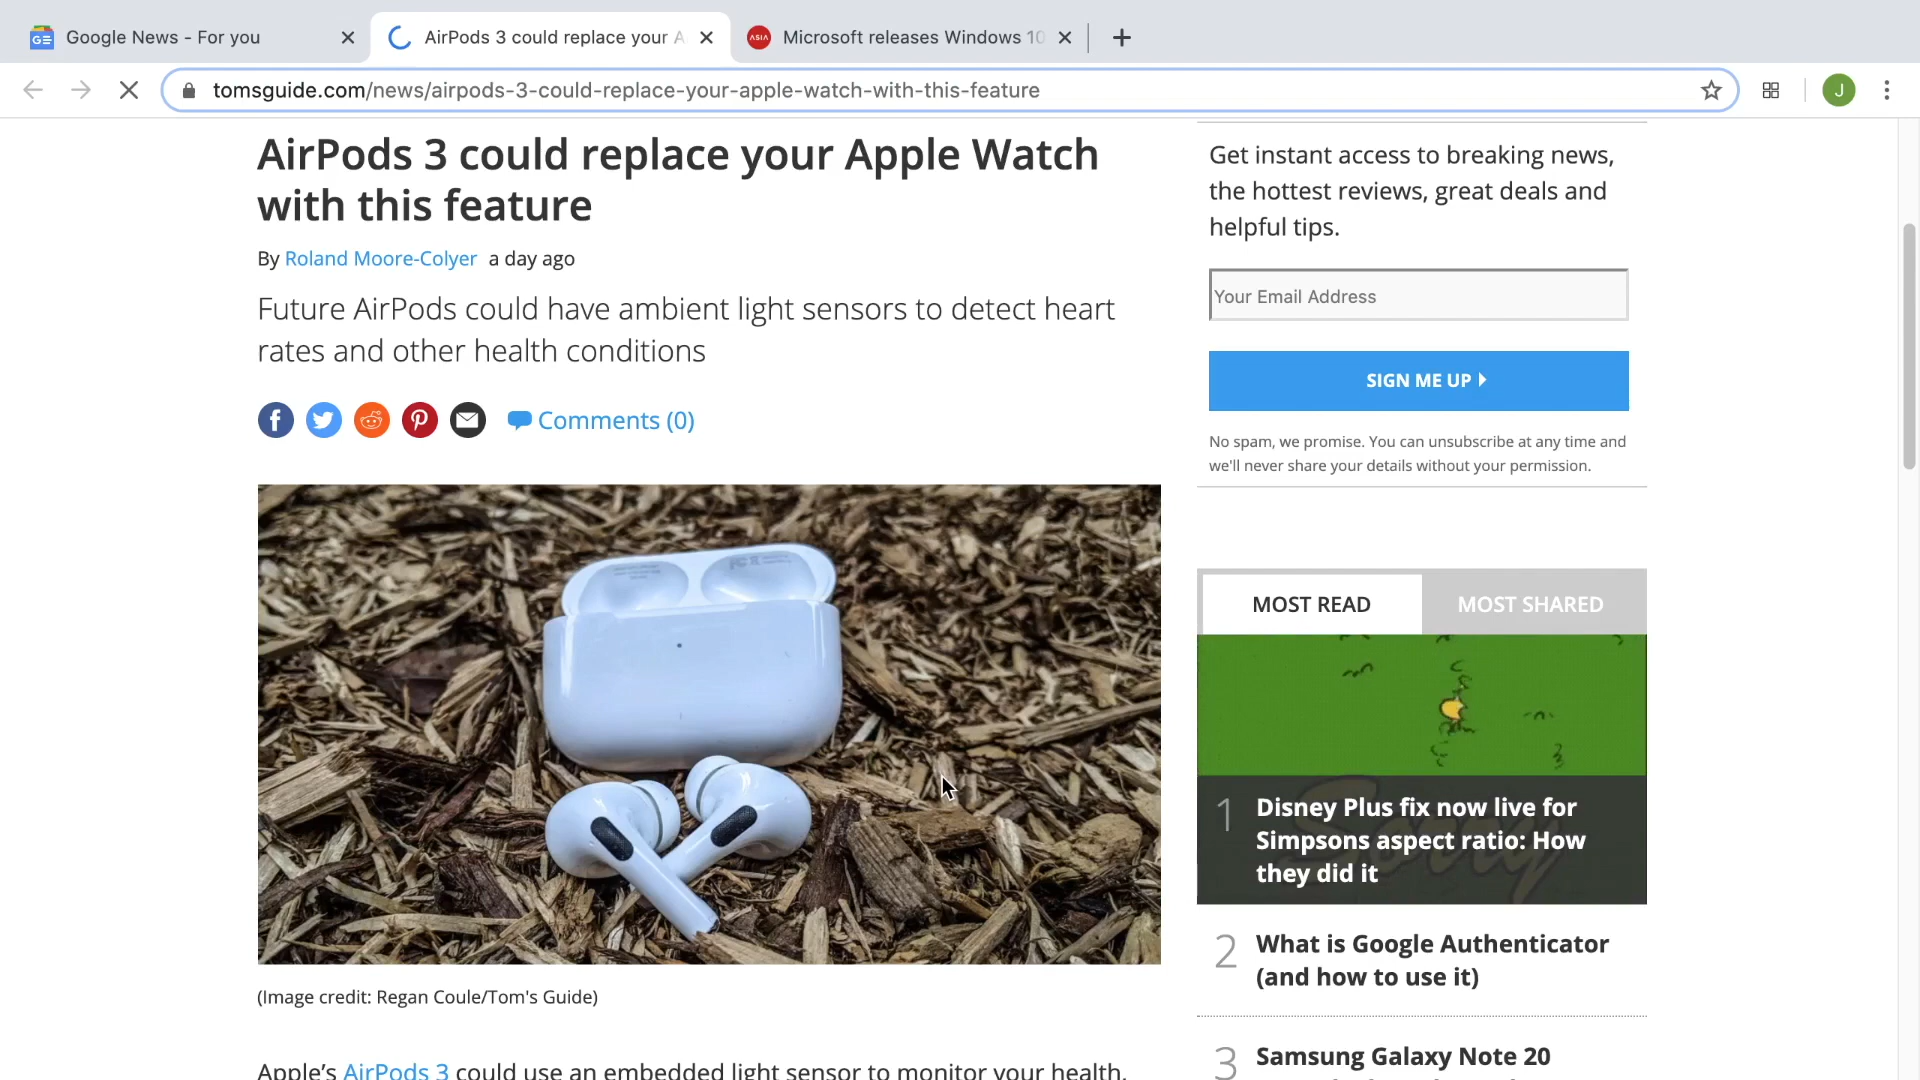 Google News - For you
AirPods 3 could replace your A
ASIA
Microsoft releases Windows 10
tomsguide.com/news/airpods-3-could-replace-your-apple-watch-with-this-feature
J
AirPods 3 could replace your Apple Watch
with this feature
By Roland Moore-Colyer a day ago
Future AirPods could have ambient light sensors to detect heart
rates and other health conditions
Comments (0)
(Image credit: Regan Coule/Tom's Guide)
Apple's AirPods 3 could use an embedded light sensor to monitor your health,
Get instant access to breaking news,
the hottest reviews, great deals and
helpful tips.
Your Email Address
SIGN ME UP
No spam, we promise. You can unsubscribe at any time and
we'll never share your details without your permission.
MOST READ
MOST SHARED
1 Disney Plus fix now live for
Simpsons aspect ratio: How
they did it
2 What is Google Authenticator
(and how to use it)
3 Samsung Galaxy Note 20